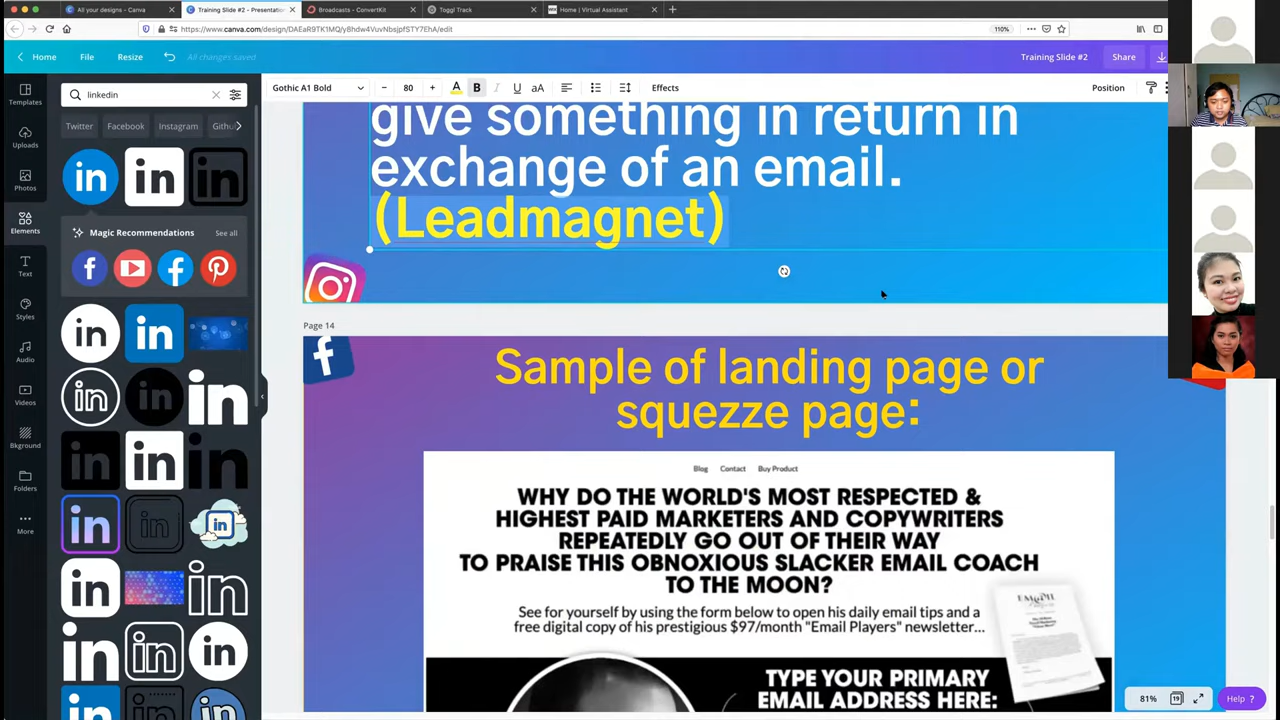 All your designs - Canva
Training Slide #2 - Presentatio
Broadcasts - ConvertKit
Toggl Track
Home | Virtual Assistant
https://www.canva.com/design/DAEaR9TK1MQ/y8hdw4VuvNbsjpfSTY7EhA/edit
110%
Home
File
Resize
All changes saved
Training Slide #2
Share
linkedin
Gothic A1 Bold
80
A
B
I
U
aA
Effects
Position
Templates
Uploads
Photos
Elements
Text
Styles
Audio
Videos
Bkground
Folders
More
Twitter
Facebook
Instagram
Githu
Magic Recommendations
See all
give something in return in
exchange of an email.
(Leadmagnet)
Page 14
Sample of landing page or
squezze page:
Blog
Contact
Buy Product
WHY DO THE WORLD'S MOST RESPECTED &
HIGHEST PAID MARKETERS AND COPYWRITERS
REPEATEDLY GO OUT OF THEIR WAY
TO PRAISE THIS OBNOXIOUS SLACKER EMAIL COACH
TO THE MOON?
See for yourself by using the form below to open his daily email tips and a
free digital copy of his prestigious $97/month "Email Players" newsletter...
TYPE YOUR PRIMARY
EMAIL ADDRESS HERE:
81%
19
Help ?